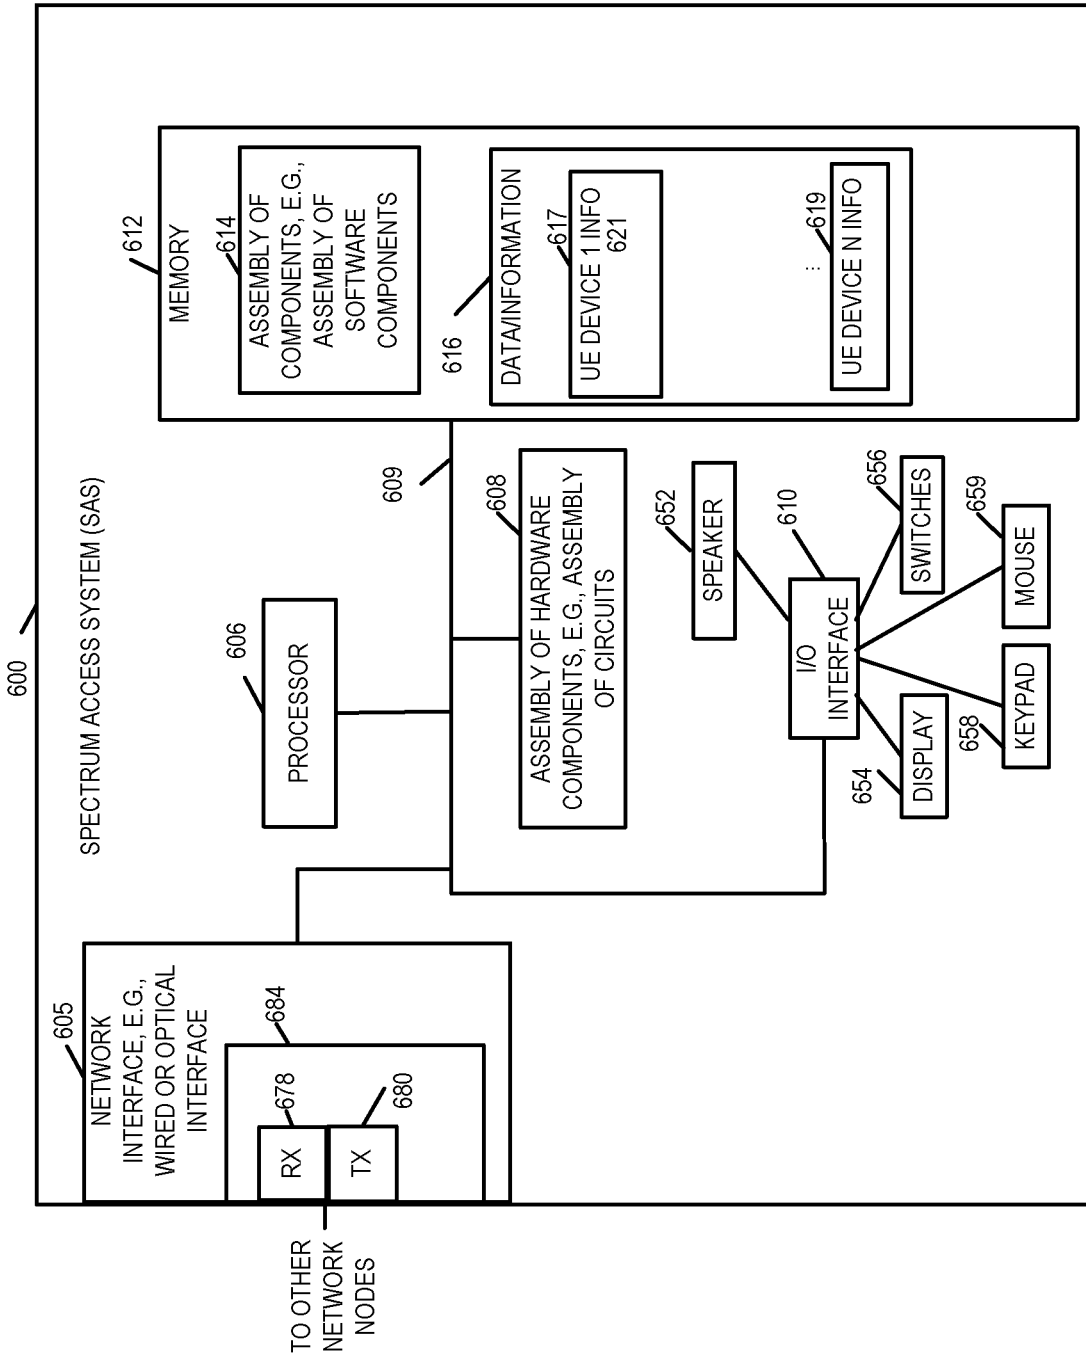 600
SPECTRUM ACCESS SYSTEM (SAS)
605
NETWORK
INTERFACE, E.G.,
WIRED OR OPTICAL
INTERFACE
684
678
RX
TX
680
TO OTHER
NETWORK
NODES
606
PROCESSOR
609
608
ASSEMBLY OF HARDWARE
COMPONENTS, E.G., ASSEMBLY
OF CIRCUITS
612
MEMORY
614
ASSEMBLY OF
COMPONENTS, E.G.,
ASSEMBLY OF
SOFTWARE
COMPONENTS
616
DATA/INFORMATION
617
UE DEVICE 1 INFO
621
...
619
UE DEVICE N INFO
652
SPEAKER
610
I/O
INTERFACE
656
SWITCHES
659
MOUSE
654
DISPLAY
658
KEYPAD